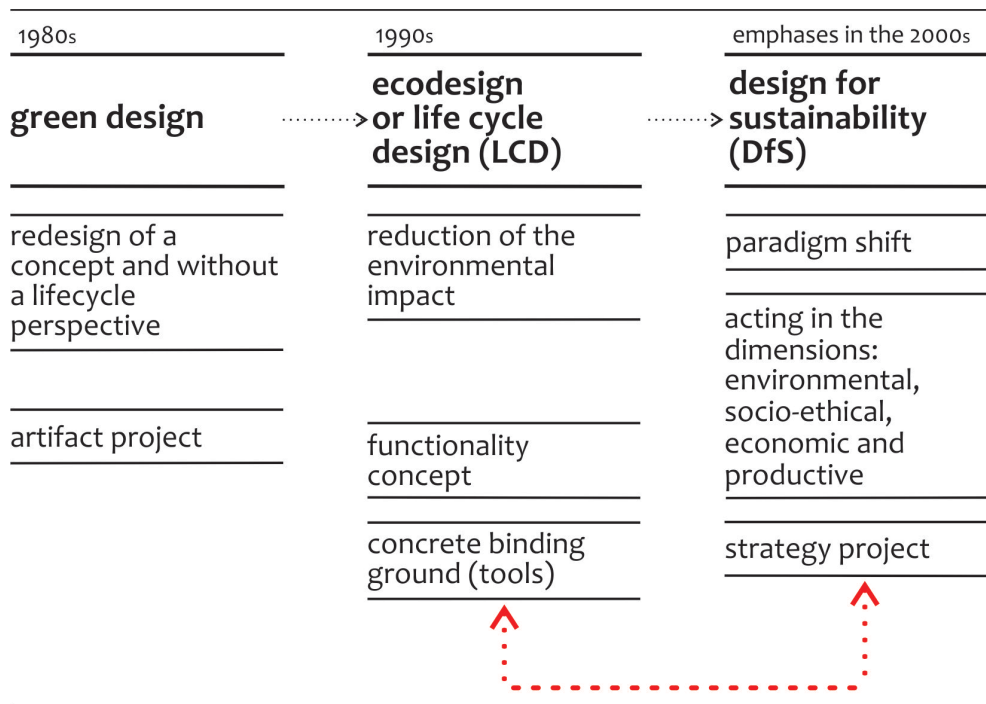 1980s
green design
redesign of a
concept and without
a lifecycle
perspective
artifact project
1990s
ecodesign
or life cycle
design (LCD)
reduction of the
environmental
impact
functionality
concept
concrete binding
ground (tools)
emphases in the 2000s
design for
sustainability
(DfS)
paradigm shift
acting in the
dimensions:
environmental,
socio-ethical,
economic and
productive
strategy project